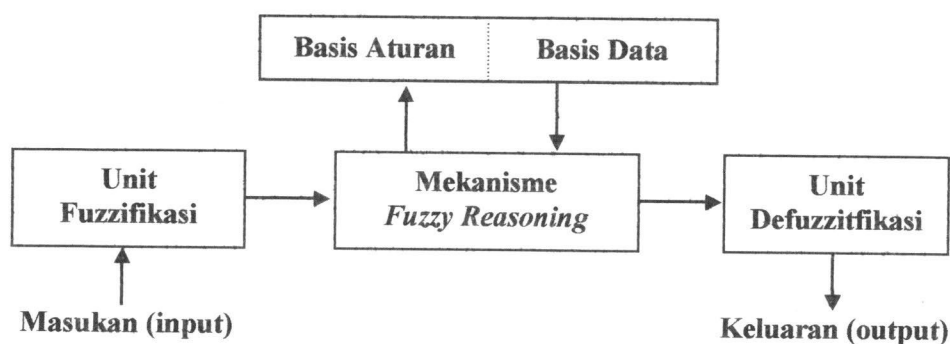 Basis Aturan
Basis Data
Unit
Fuzzifikasi
Mekanisme
Fuzzy Reasoning
Unit
Defuzzitfikasi
Masukan (input)
Keluaran (output)